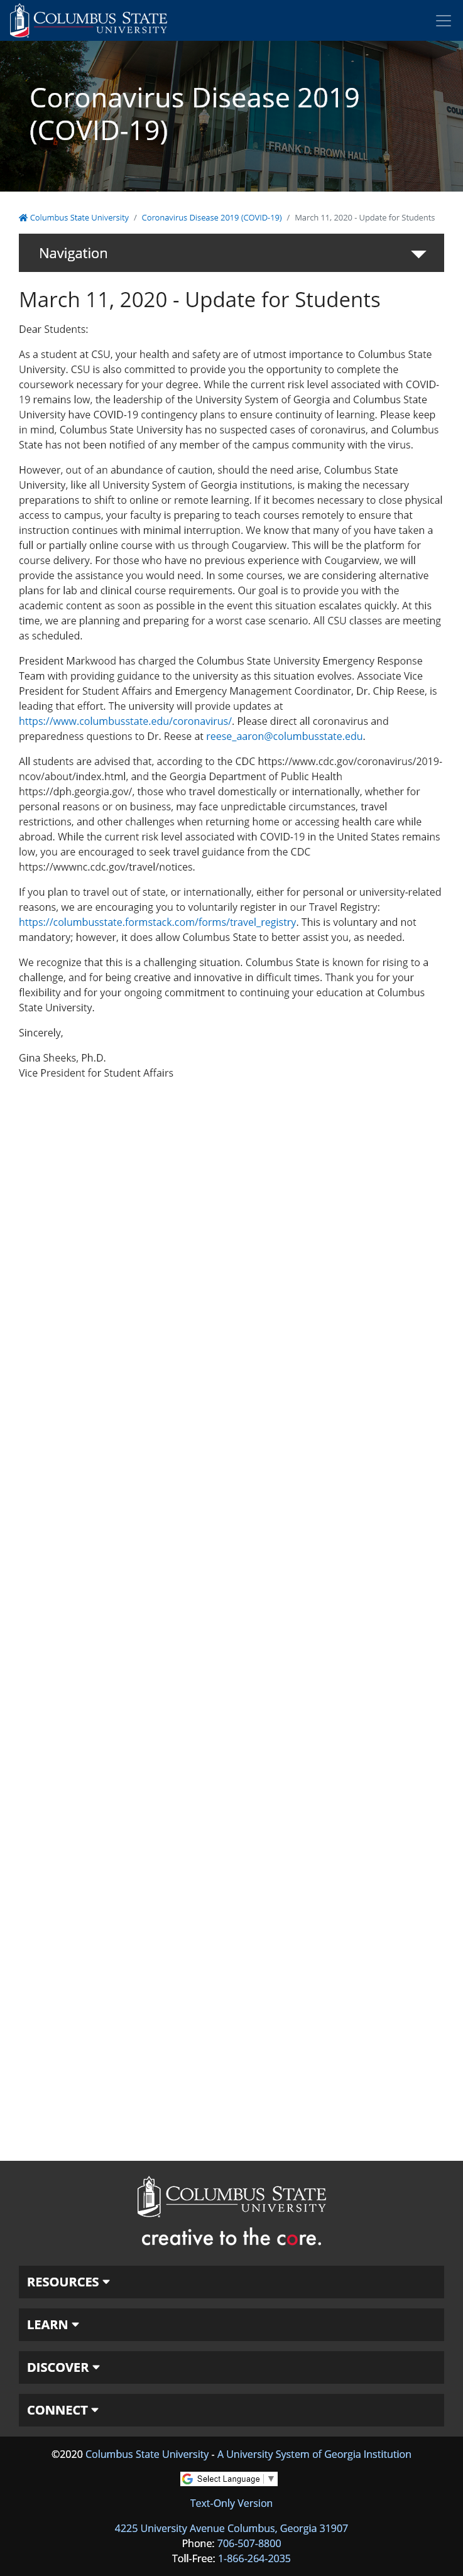 COLUMBUS STATE
UNIVERSITY
Coronavirus Disease 2019
(COVID-19)
FRANK D. BROWN HALL
Columbus State University / Coronavirus Disease 2019 (COVID-19) / March 11, 2020 - Update for Students
Navigation
March 11, 2020 - Update for Students
Dear Students:
As a student at CSU, your health and safety are of utmost importance to Columbus State
University. CSU is also committed to provide you the opportunity to complete the
coursework necessary for your degree. While the current risk level associated with COVID-
19 remains low, the leadership of the University System of Georgia and Columbus State
University have COVID-19 contingency plans to ensure continuity of learning. Please keep
in mind, Columbus State University has no suspected cases of coronavirus, and Columbus
State has not been notified of any member of the campus community with the virus.
However, out of an abundance of caution, should the need arise, Columbus State
University, like all University System of Georgia institutions, is making the necessary
preparations to shift to online or remote learning. If it becomes necessary to close physical
access to campus, your faculty is preparing to teach courses remotely to ensure that
instruction continues with minimal interruption. We know that many of you have taken a
full or partially online course with us through Cougarview. This will be the platform for
course delivery. For those who have no previous experience with Cougarview, we will
provide the assistance you would need. In some courses, we are considering alternative
plans for lab and clinical course requirements. Our goal is to provide you with the
academic content as soon as possible in the event this situation escalates quickly. At this
time, we are planning and preparing for a worst case scenario. All CSU classes are meeting
as scheduled.
President Markwood has charged the Columbus State University Emergency Response
Team with providing guidance to the university as this situation evolves. Associate Vice
President for Student Affairs and Emergency Management Coordinator, Dr. Chip Reese, is
leading that effort. The university will provide updates at
https://www.columbusstate.edu/coronavirus/. Please direct all coronavirus and
preparedness questions to Dr. Reese at reese_aaron@columbusstate.edu.
All students are advised that, according to the CDC https://www.cdc.gov/coronavirus/2019-
ncov/about/index.html, and the Georgia Department of Public Health
https://dph.georgia.gov/, those who travel domestically or internationally, whether for
personal reasons or on business, may face unpredictable circumstances, travel
restrictions, and other challenges when returning home or accessing health care while
abroad. While the current risk level associated with COVID-19 in the United States remains
low, you are encouraged to seek travel guidance from the CDC
https://wwwnc.cdc.gov/travel/notices.
If you plan to travel out of state, or internationally, either for personal or university-related
reasons, we are encouraging you to voluntarily register in our Travel Registry:
https://columbusstate.formstack.com/forms/travel_registry. This is voluntary and not
mandatory; however, it does allow Columbus State to better assist you, as needed.
We recognize that this is a challenging situation. Columbus State is known for rising to a
challenge, and for being creative and innovative in difficult times. Thank you for your
flexibility and for your ongoing commitment to continuing your education at Columbus
State University.
Sincerely,
Gina Sheeks, Ph.D.
Vice President for Student Affairs
COLUMBUS STATE
UNIVERSITY
creative to the core.
RESOURCES
LEARN
DISCOVER
CONNECT
©2020 Columbus State University - A University System of Georgia Institution
Select Language
Text-Only Version
4225 University Avenue Columbus, Georgia 31907
Phone: 706-507-8800
Toll-Free: 1-866-264-2035